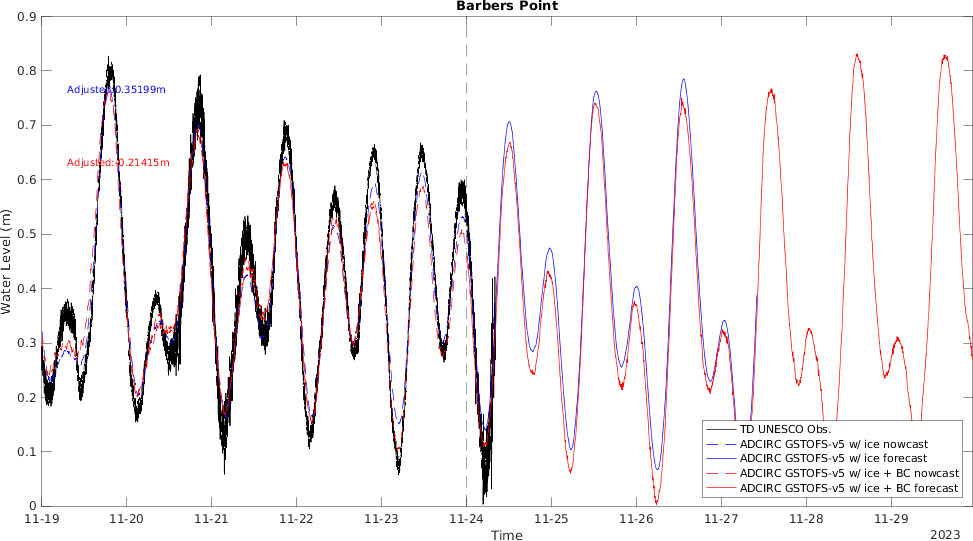 Barbers Point
0.9
0.8
0.7
0.6
0.5
0.4
0.3
0.2
0.1
0
Water Level (m)
Adjusted:0.35199m
Adjusted:-0.21415m
TD UNESCO Obs.
ADCIRC GSTOFS-v5 w/ ice nowcast
ADCIRC GSTOFS-v5 w/ ice forecast
ADCIRC GSTOFS-v5 w/ ice + BC nowcast
ADCIRC GSTOFS-v5 w/ ice + BC forecast
11-19 11-20 11-21 11-22 11-23 11-24 11-25 11-26 11-27 11-28 11-29
Time
2023